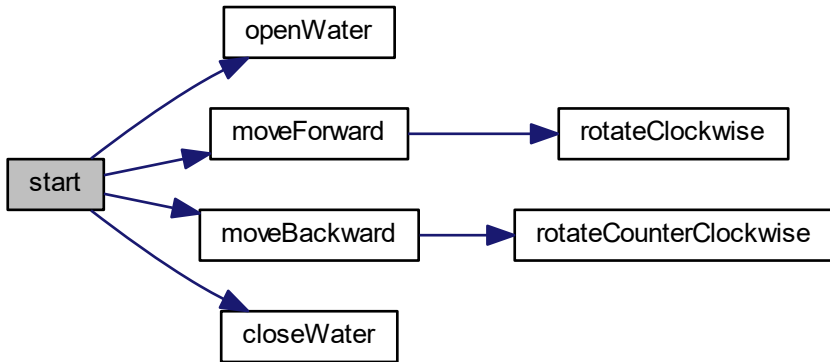 openWater
moveForward
rotateClockwise
start
moveBackward
rotateCounterClockwise
closeWater